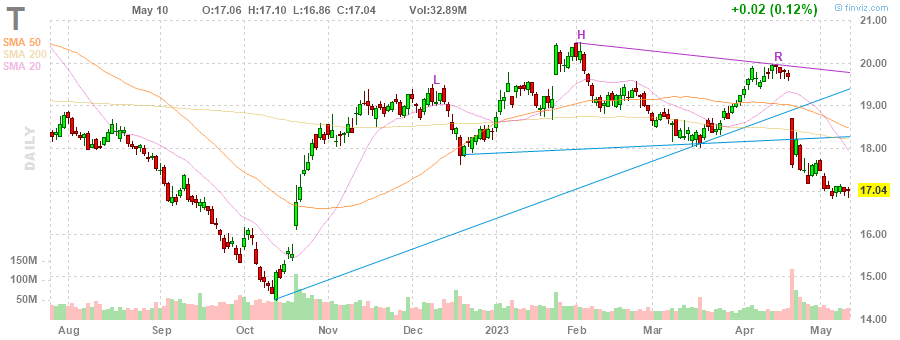 T May 10 O:17.06 H:17.10 L:16.86 C:17.04 Vol:32.89M +0.02 (0.12%) @ finviz.com
21.00
SMA 50
SMA 200
SMA 20
H
R
20.00
L
19.00
DAILY
18.00
17.04
16.00
150M
15.00
100M
50M
14.00
Aug Sep Oct Nov Dec 2023 Feb Mar Apr May